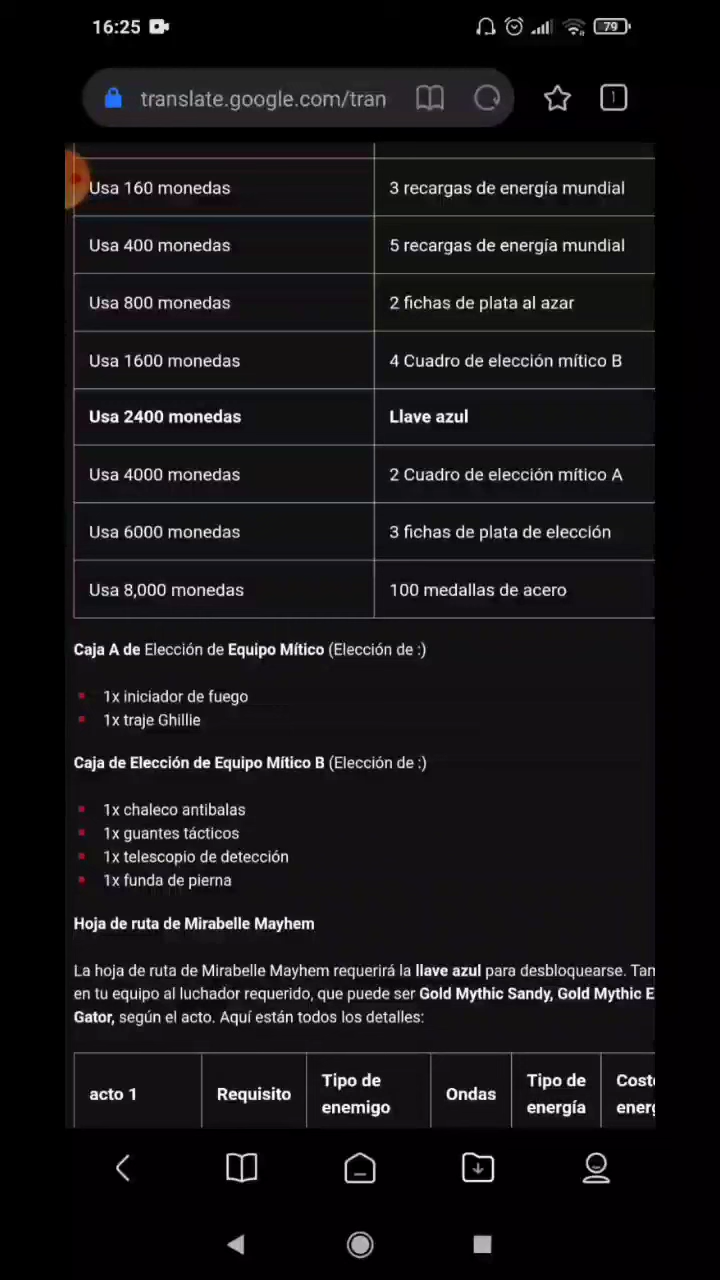 16:25
79
translate.google.com/tran
1
Usa 160 monedas 3 recargas de energía mundial
Usa 400 monedas 5 recargas de energía mundial
Usa 800 monedas 2 fichas de plata al azar
Usa 1600 monedas 4 Cuadro de elección mítico B
Usa 2400 monedas Llave azul
Usa 4000 monedas 2 Cuadro de elección mítico A
Usa 6000 monedas 3 fichas de plata de elección
Usa 8,000 monedas 100 medallas de acero
Caja A de Elección de Equipo Mítico (Elección de :)
1x iniciador de fuego
1x traje Ghillie
Caja de Elección de Equipo Mítico B (Elección de :)
1x chaleco antibalas
1x guantes tácticos
1x telescopio de detección
1x funda de pierna
Hoja de ruta de Mirabelle Mayhem
La hoja de ruta de Mirabelle Mayhem requerirá la llave azul para desbloquearse. Tan
en tu equipo al luchador requerido, que puede ser Gold Mythic Sandy, Gold Mythic E
Gator, según el acto. Aquí están todos los detalles:
acto 1 Requisito Tipo de enemigo Ondas Tipo de energía Cost energ